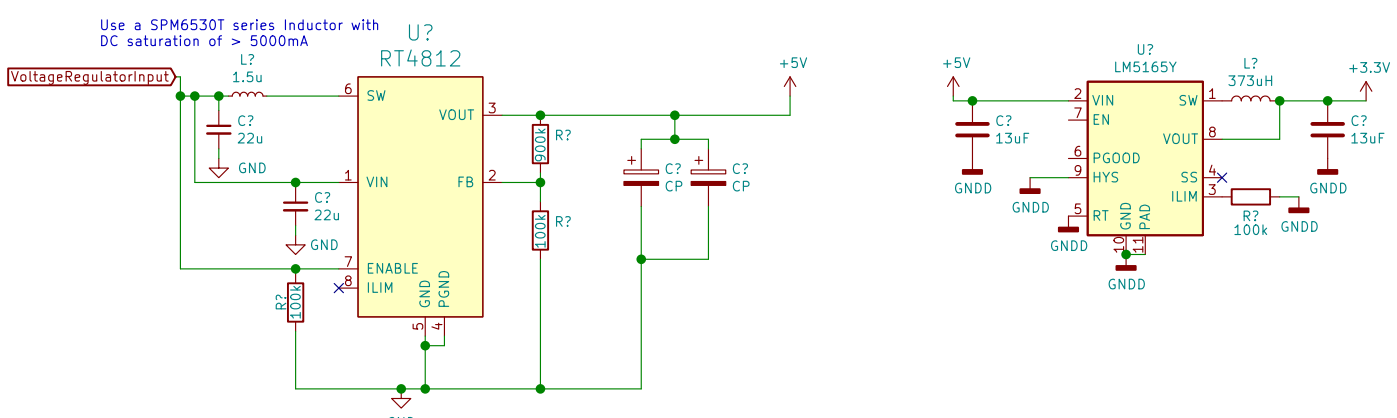 Use a SPM6530T series Inductor with
DC saturation of > 5000mA
VoltageRegulatorInput
L?
1.5u
C?
22u
GND
C?
22u
GND
R?
100k
U?
RT4812
6
SW
1
VIN
7
ENABLE
8
ILIM
VOUT
3
FB
2
GND
5
PGND
4
900k
R?
100k
R?
C?
CP
C?
CP
+5V
+5V
C?
13uF
GNDD
U?
LM5165Y
2
VIN
7
EN
6
PGOOD
9
HYS
5
RT
GNDD
GNDD
SW
1
VOUT
8
SS
4
ILIM
3
GND
10
PAD
11
GNDD
L?
373uH
R?
100k
GNDD
+3.3V
C?
13uF
GNDD